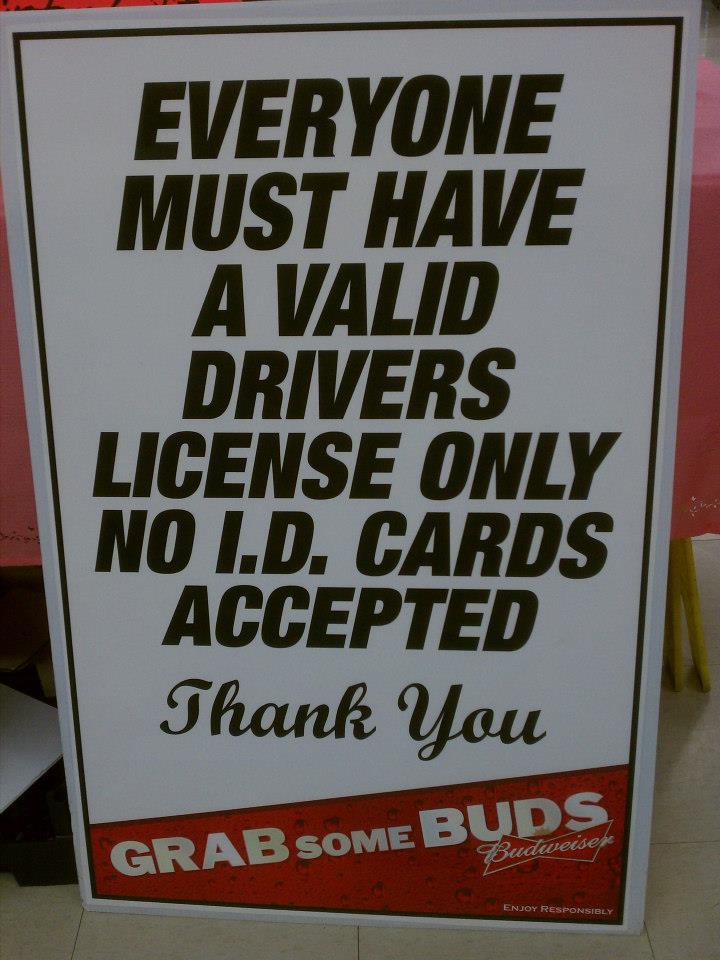 EVERYONE
MUST HAVE
A VALID
DRIVERS
LICENSE ONLY
NO I.D. CARDS
ACCEPTED
Thank You
GRAB SOME BUDS
Budweiser
ENJOY RESPONSIBLY